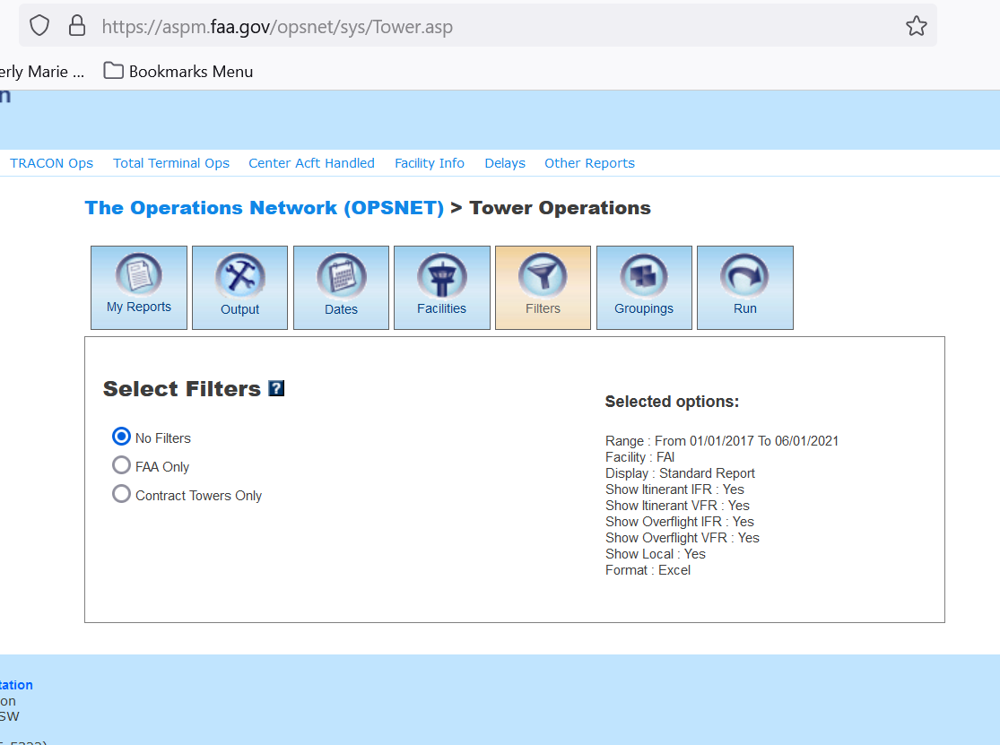 https://aspm.faa.gov/opsnet/sys/Tower.asp
erly Marie ...
Bookmarks Menu
n
TRACON Ops
Total Terminal Ops
Center Acft Handled
Facility Info
Delays
Other Reports
The Operations Network (OPSNET) > Tower Operations
My Reports
Output
Dates
Facilities
Filters
Groupings
Run
Select Filters ?
No Filters
FAA Only
Contract Towers Only
Selected options:
Range : From 01/01/2017 To 06/01/2021
Facility : FAI
Display : Standard Report
Show Itinerant IFR : Yes
Show Itinerant VFR : Yes
Show Overflight IFR : Yes
Show Overflight VFR : Yes
Show Local : Yes
Format : Excel
tation
on
SW